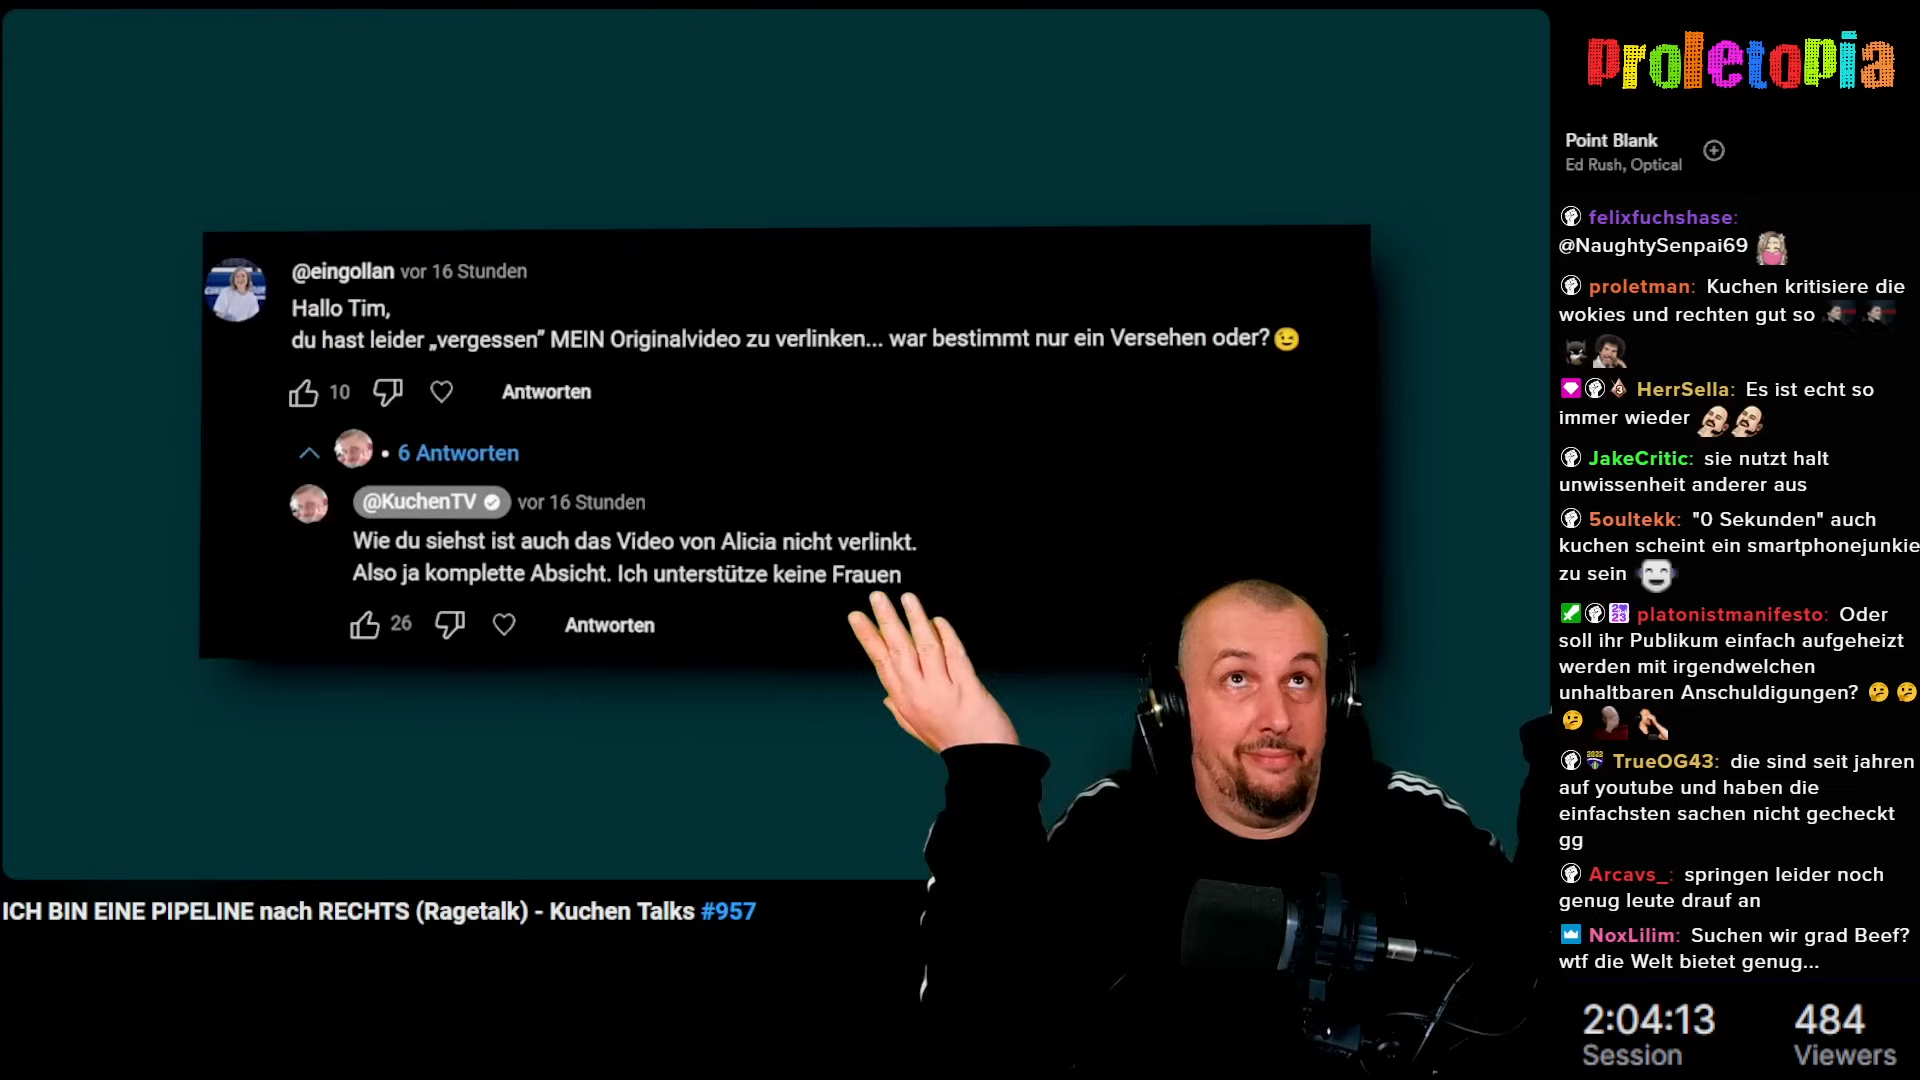 @eingollan vor 16 Stunden
Hallo Tim,
du hast leider „vergessen” MEIN Originalvideo zu verlinken... war bestimmt nur ein Versehen oder?😉
10 Antworten
• 6 Antworten
@KuchenTV vor 16 Stunden
Wie du siehst ist auch das Video von Alicia nicht verlinkt.
Also ja komplette Absicht. Ich unterstütze keine Frauen
26 Antworten
ICH BIN EINE PIPELINE nach RECHTS (Ragetalk) - Kuchen Talks #957
Proletopia
Point Blank
Ed Rush, Optical
felixfuchshase:
@NaughtySenpai69
proletman: Kuchen kritisiere die
wokies und rechten gut so
HerrSella: Es ist echt so
immer wieder
JakeCritic: sie nutzt halt
unwissenheit anderer aus
5oultekk: "0 Sekunden" auch
kuchen scheint ein smartphonejunkie
zu sein
platonistmanifesto: Oder
soll ihr Publikum einfach aufgeheizt
werden mit irgendwelchen
unhaltbaren Anschuldigungen? 🤔 🤔
🤔
TrueOG43: die sind seit jahren
auf youtube und haben die
einfachsten sachen nicht gecheckt
gg
Arcavs_: springen leider noch
genug leute drauf an
NoxLilim: Suchen wir grad Beef?
wtf die Welt bietet genug...
2:04:13 484
Session Viewers